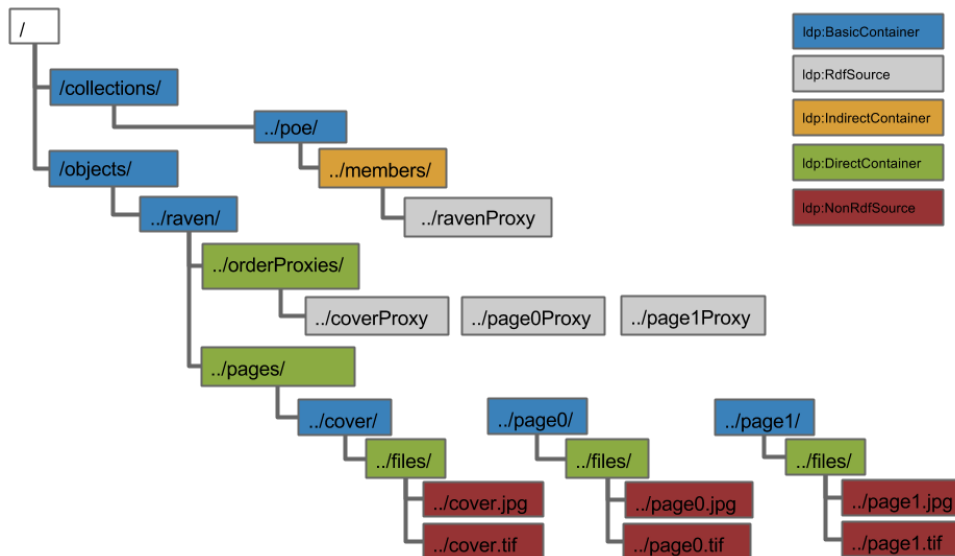 /
ldp:BasicContainer
/collections/
ldp:RdfSource
../poe/
ldp:IndirectContainer
/objects/
../members/
ldp:DirectContainer
../raven/
../ravenProxy
ldp:NonRdfSource
../orderProxies/
../coverProxy
../page0Proxy
../page1Proxy
../pages/
../cover/
../page0/
../page1/
../files/
../files/
../files/
../cover.jpg
../page0.jpg
../page1.jpg
../cover.tif
../page0.tif
../page1.tif